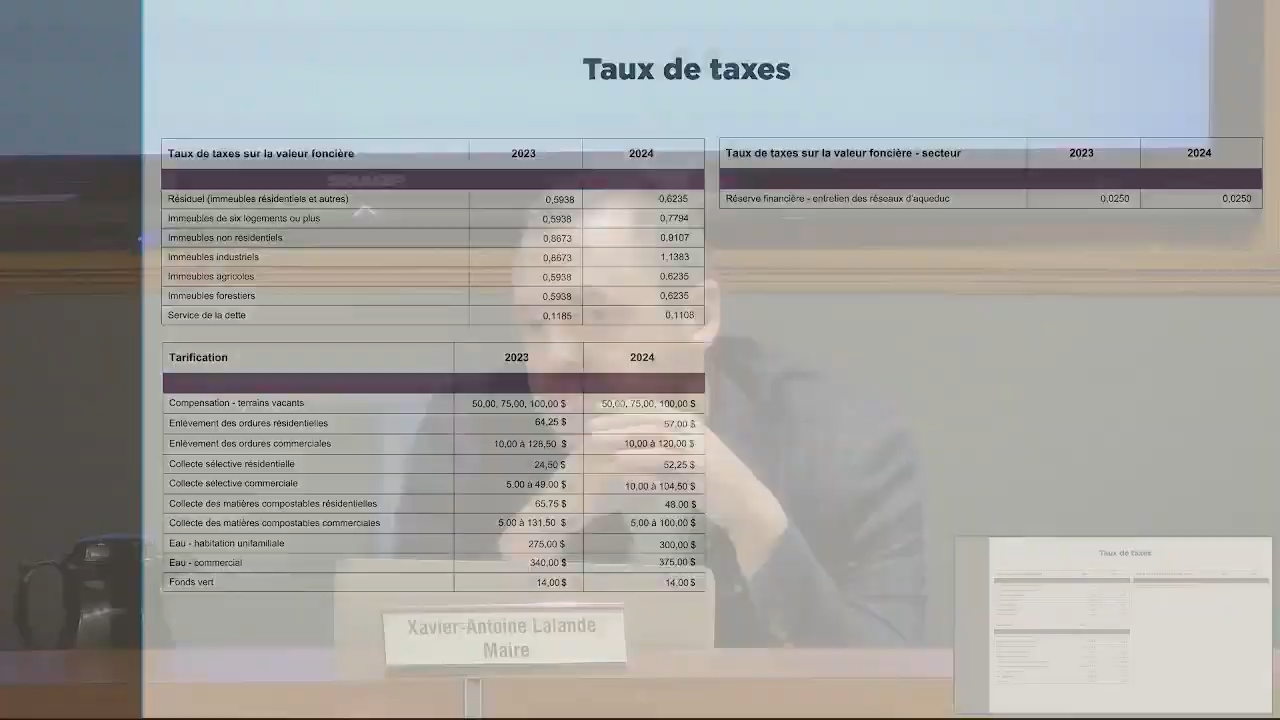 Taux de taxes
Taux de taxes sur la valeur foncière 2023 2024
Résiduel (immeubles résidentiels et autres) 0,5938 0,6235
Immeubles de six logements ou plus 0,5938 0,7794
Immeubles non résidentiels 0,8673 0,9107
Immeubles industriels 0,8673 1,1383
Immeubles agricoles 0,5938 0,6235
Immeubles forestiers 0,5938 0,6235
Service de la dette 0,1185 0,1108
Taux de taxes sur la valeur foncière - secteur 2023 2024
Réserve financière - entretien des réseaux d'aqueduc 0,0250 0,0250
Tarification 2023 2024
Compensation - terrains vacants 50,00, 75,00, 100,00 $ 50,00, 75,00, 100,00 $
Enlèvement des ordures résidentielles 64,25 $ 57,00 $
Enlèvement des ordures commerciales 10,00 à 128,50 $ 10,00 à 120,00 $
Collecte sélective résidentielle 24,50 $ 52,25 $
Collecte sélective commerciale 5,00 à 49,00 $ 10,00 à 104,50 $
Collecte des matières compostables résidentielles 65,75 $ 48,00 $
Collecte des matières compostables commerciales 5,00 à 131,50 $ 5,00 à 100,00 $
Eau - habitation unifamiliale 275,00 $ 300,00 $
Eau - commercial 340,00 $ 375,00 $
Fonds vert 14,00 $ 14,00 $
Xavier-Antoine Lalande
Maire
Taux de taxes